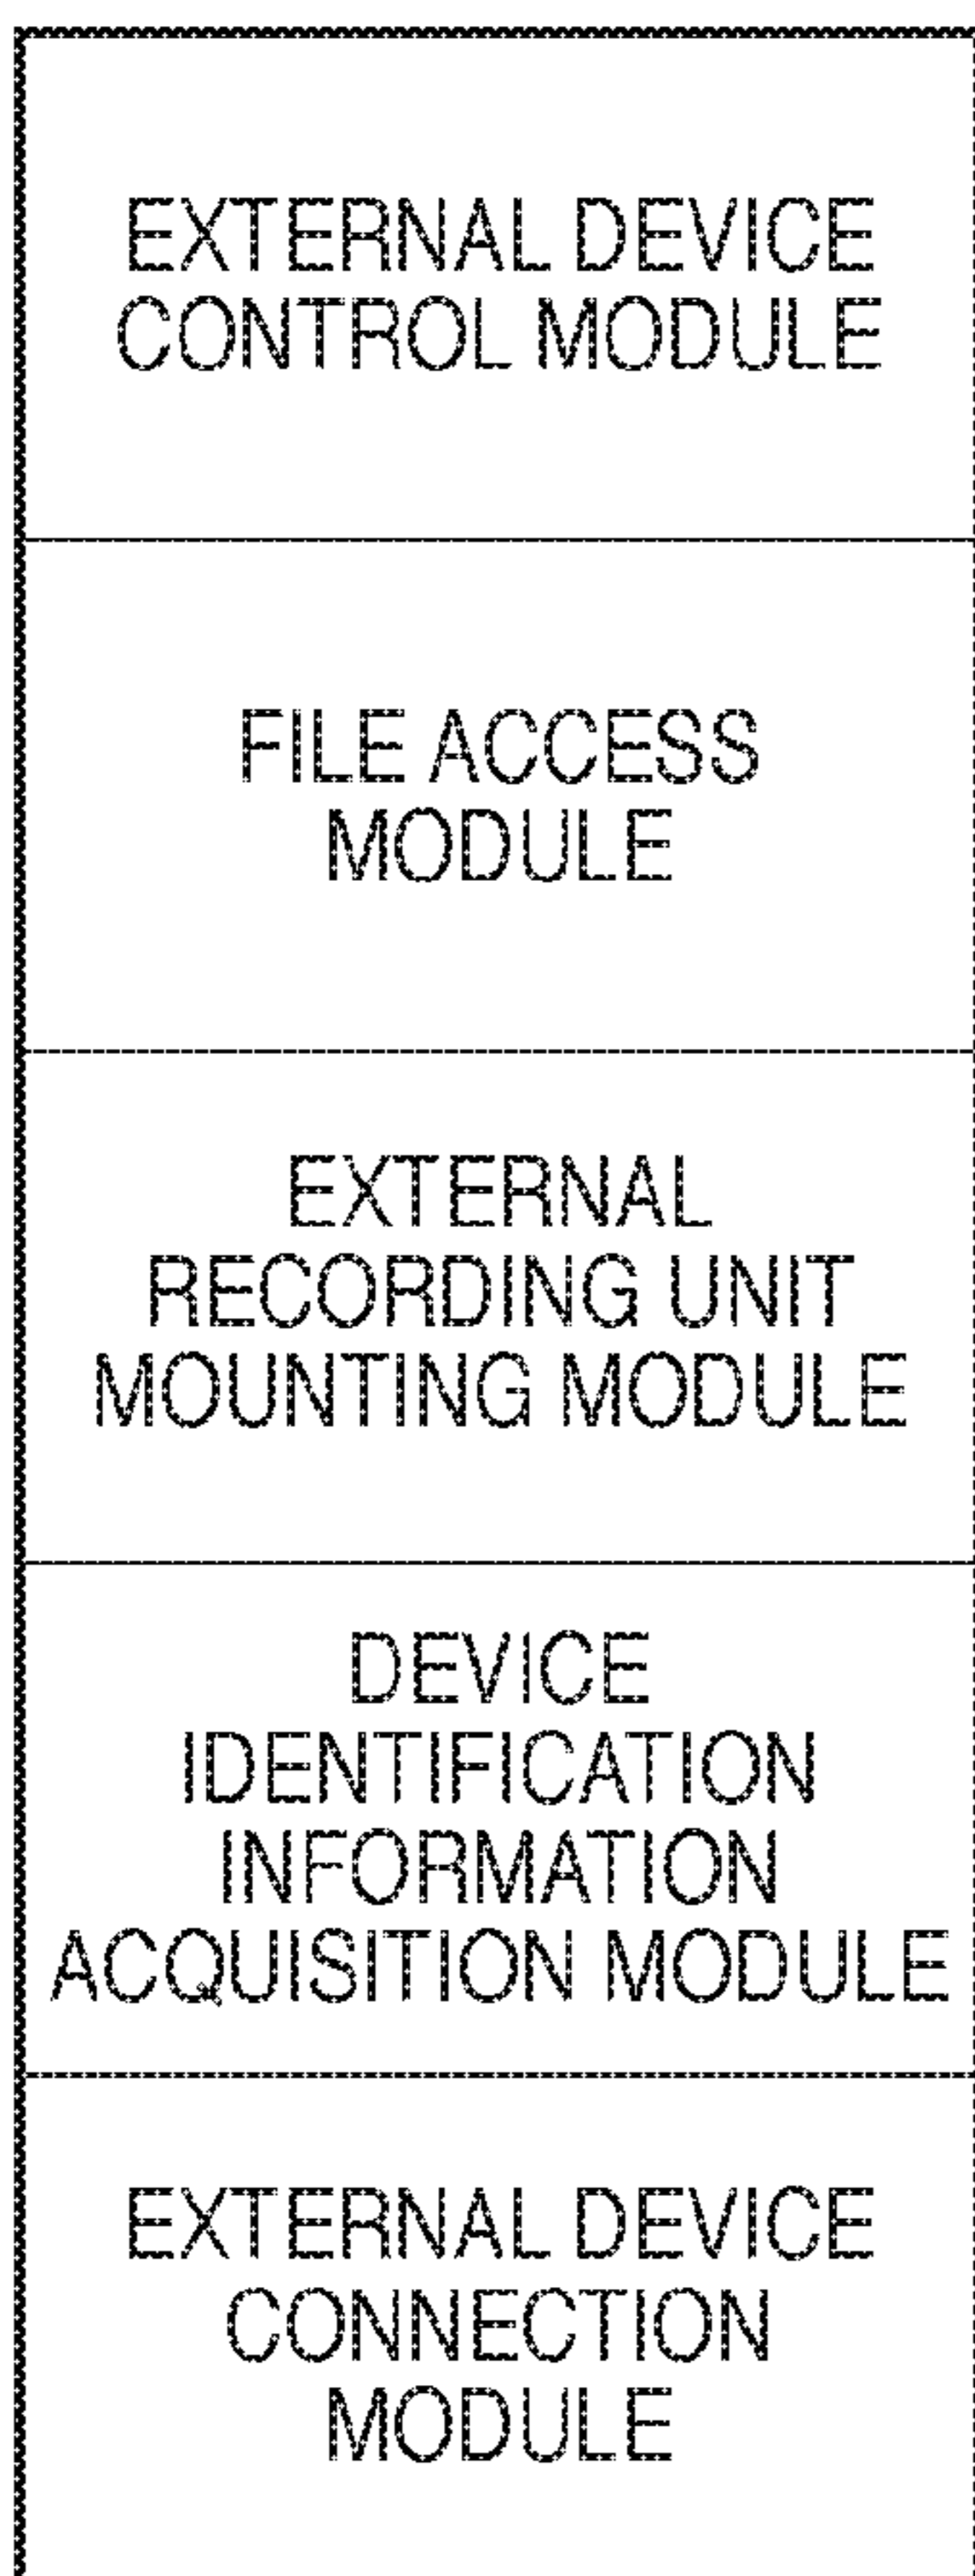 EXTERNAL DEVICE
CONTROL MODULE
FILE ACCESS
MODULE
EXTERNAL
RECORDING UNIT
MOUNTING MODULE
DEVICE
IDENTIFICATION
INFORMATION
ACQUISITION MODULE
EXTERNAL DEVICE
CONNECTION
MODULE